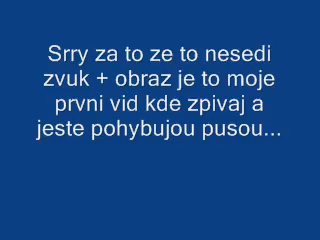 Srry za to ze to nesedi
zvuk + obraz je to moje
prvni vid kde zpivaj a
jeste pohybujou pusou...